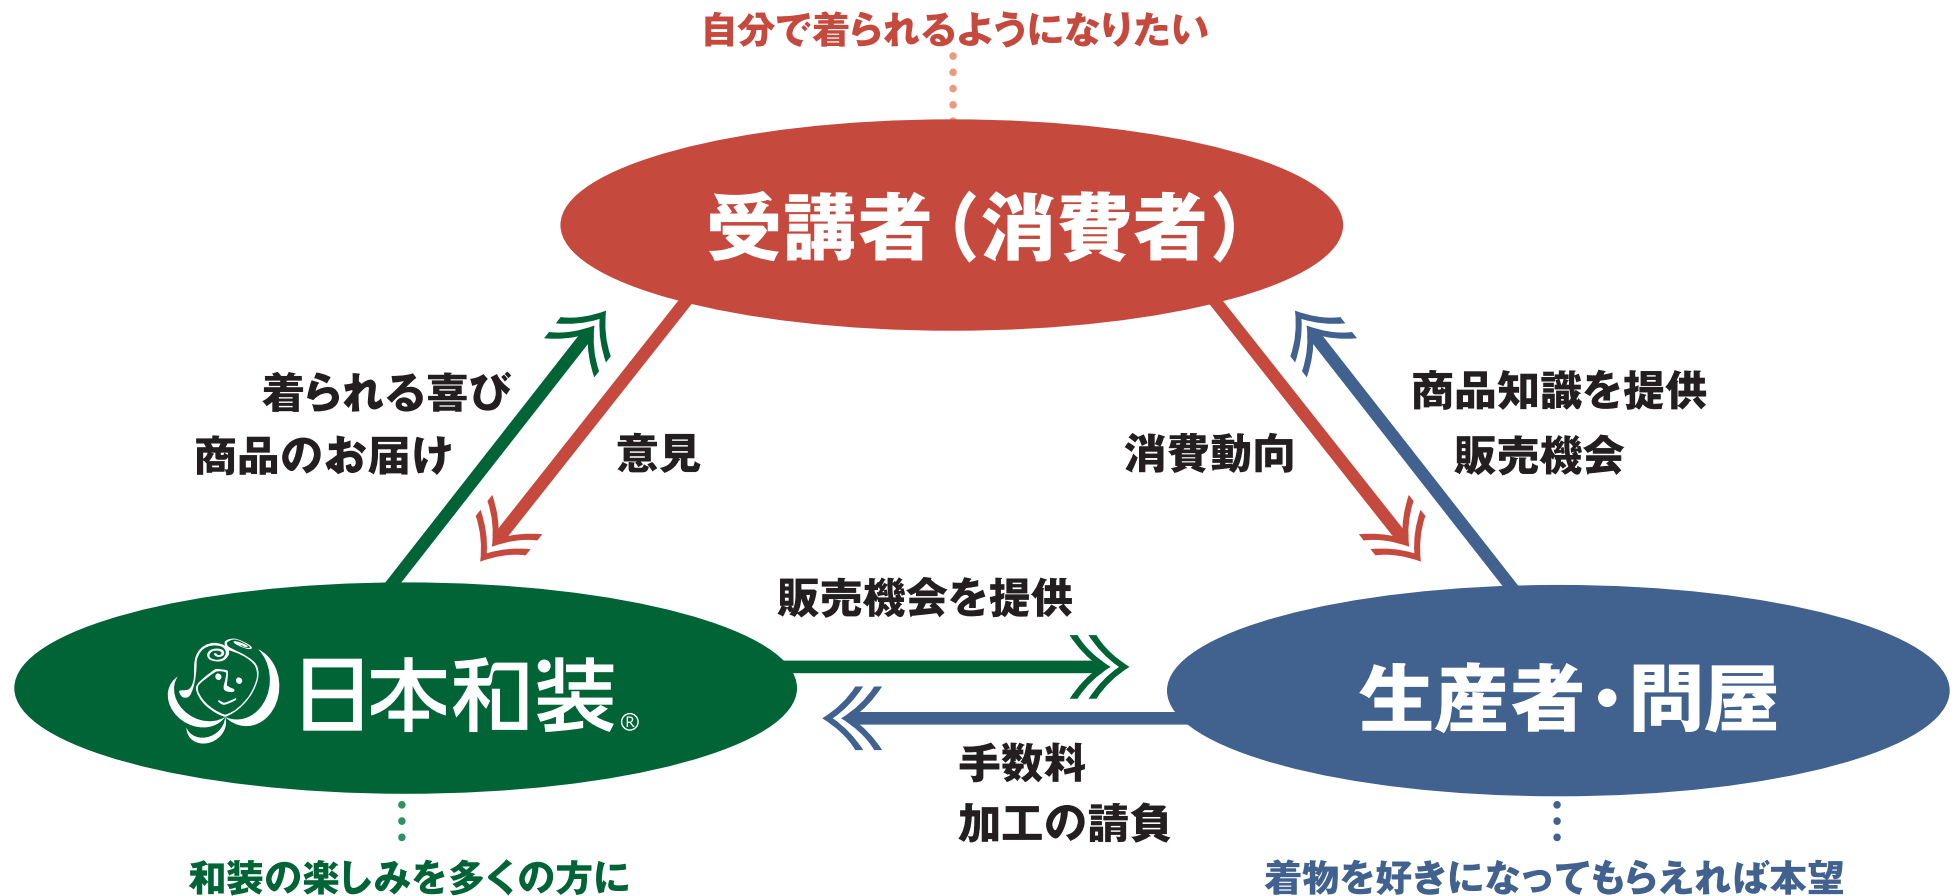 自分で着られるようになりたい
受講者（消費者）
着られる喜び
商品のお届け
意見
消費動向
商品知識を提供
販売機会
販売機会を提供
日本和装®
生産者・問屋
手数料
加工の請負
和装の楽しみを多くの方に
着物を好きになってもらえれば本望